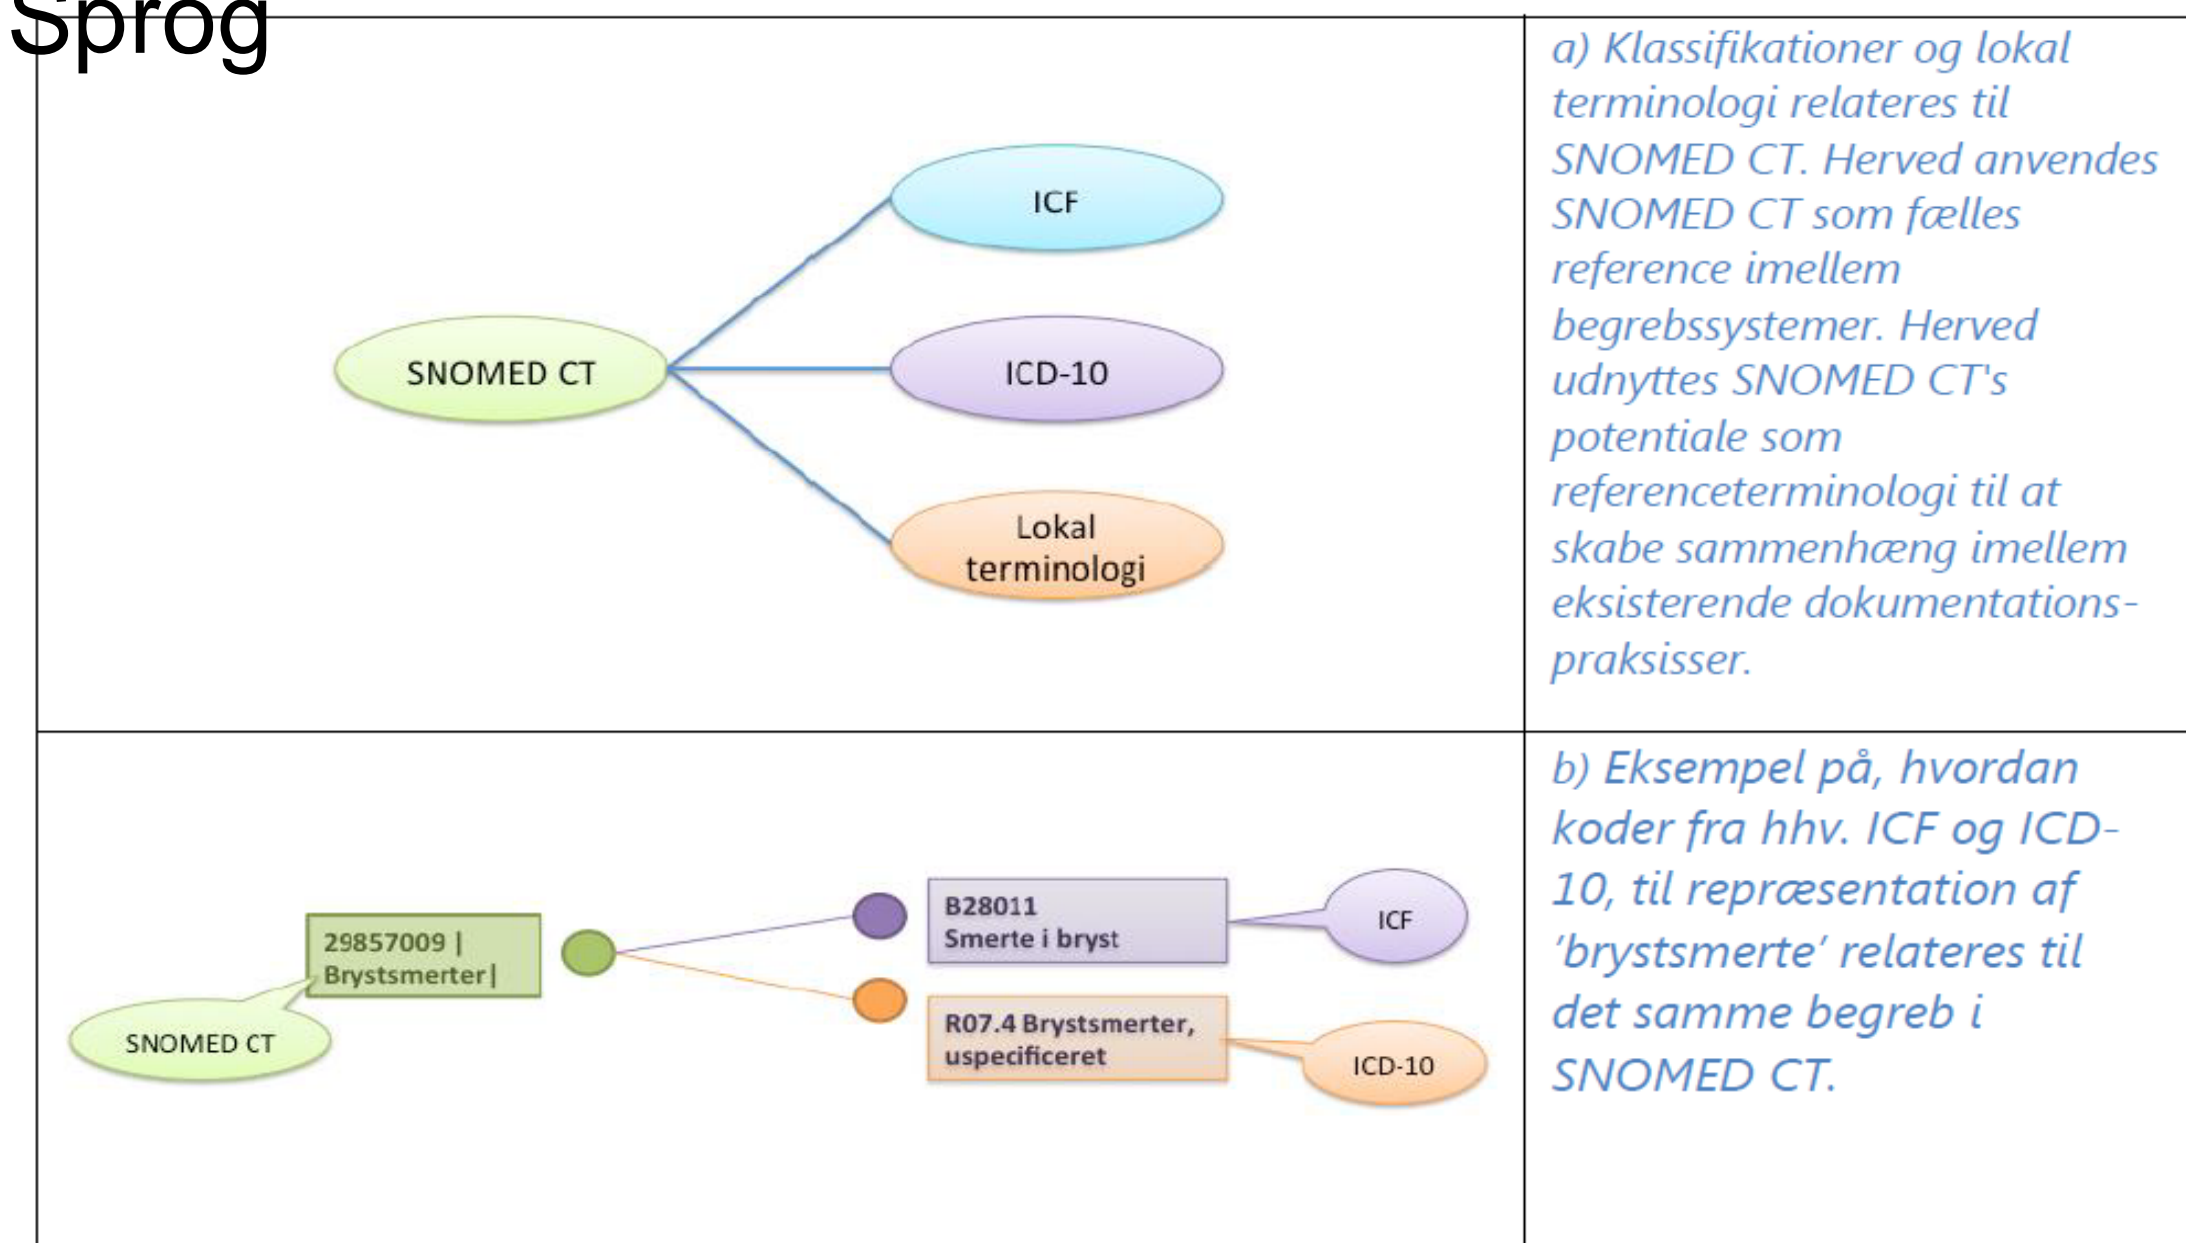 Sprog
ICF
SNOMED CT
ICD-10
Lokal
terminologi
a) Klassifikationer og lokal
terminologi relateres til
SNOMED CT. Herved anvendes
SNOMED CT som fælles
reference imellem
begrebssystemer. Herved
udnyttes SNOMED CT's
potentiale som
referenceterminologi til at
skabe sammenhæng imellem
eksisterende dokumentations-
praksisser.
29857009 |
Brystsmerter|
SNOMED CT
B28011
Smerte i bryst
ICF
R07.4 Brystsmerter,
uspecificeret
ICD-10
b) Eksempel på, hvordan
koder fra hhv. ICF og ICD-
10, til repræsentation af
'brystsmerte' relateres til
det samme begreb i
SNOMED CT.